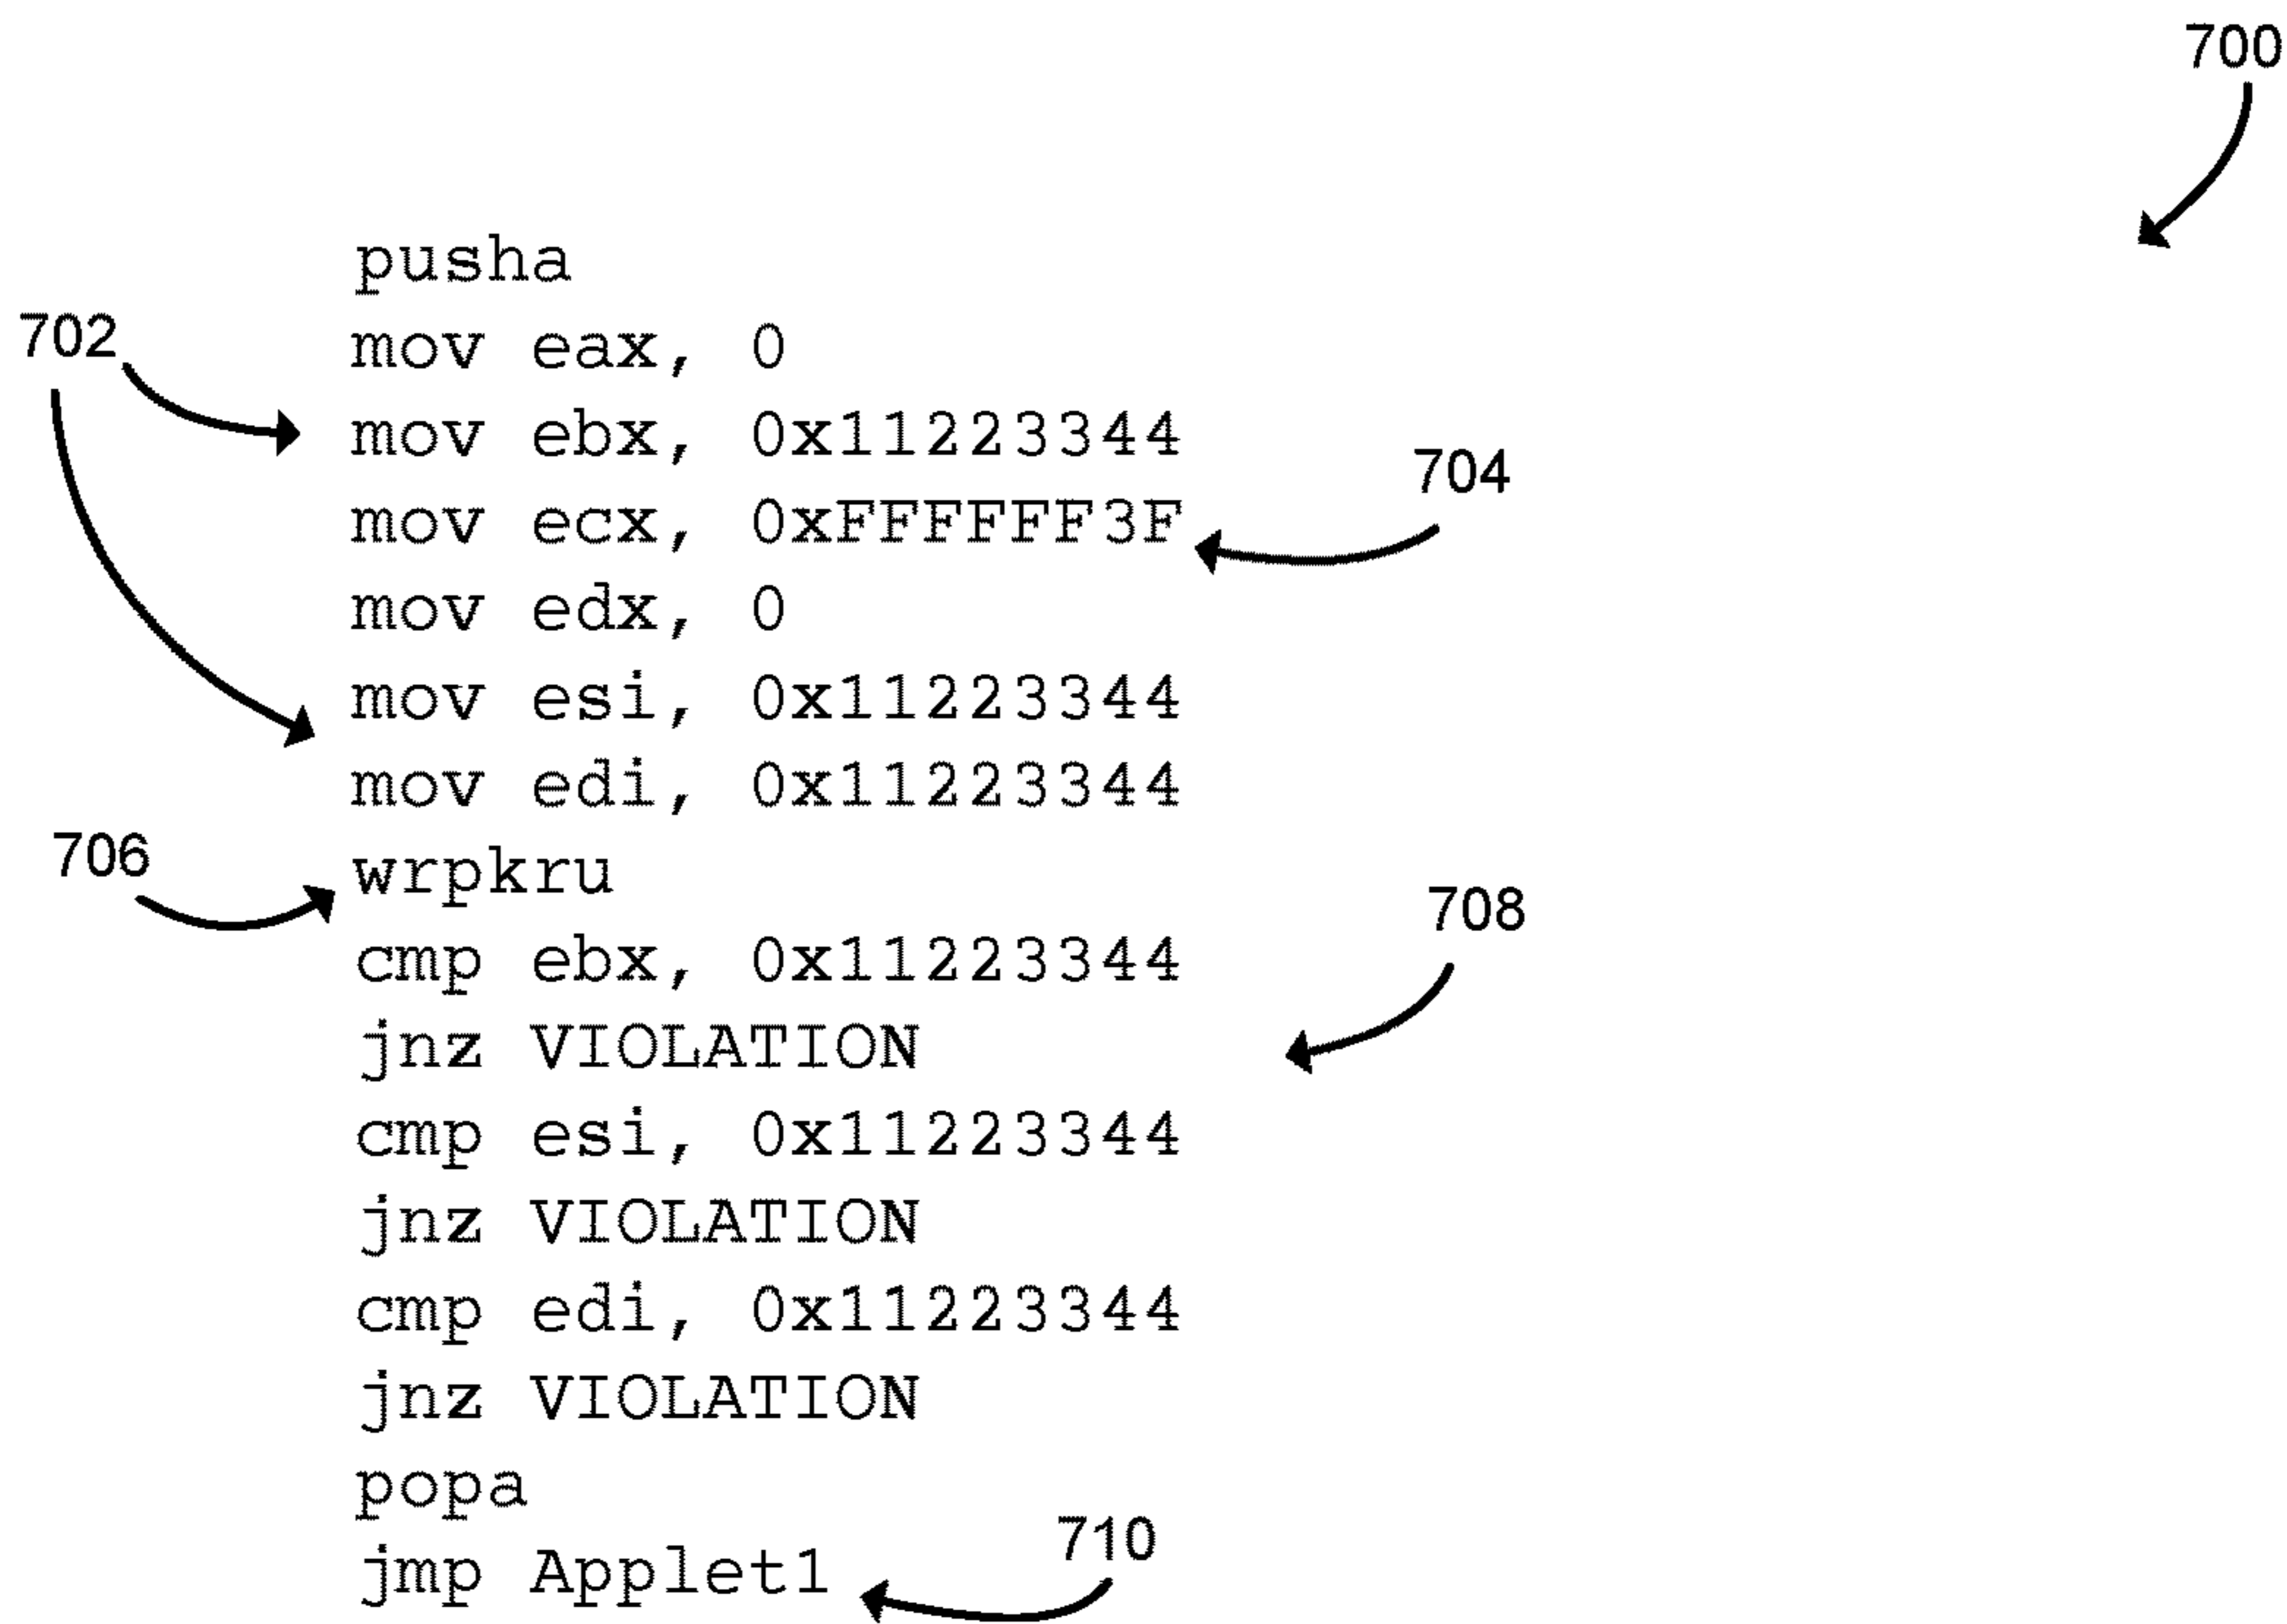 700
pusha
702
mov eax, 0
mov ebx, 0x11223344
704
mov ecx, 0xFFFFFF3F
mov edx, 0
mov esi, 0x11223344
mov edi, 0x11223344
706
wrpkru
708
cmp ebx, 0x11223344
jnz VIOLATION
cmp esi, 0x11223344
jnz VIOLATION
cmp edi, 0x11223344
jnz VIOLATION
popa
710
jmp Applet1